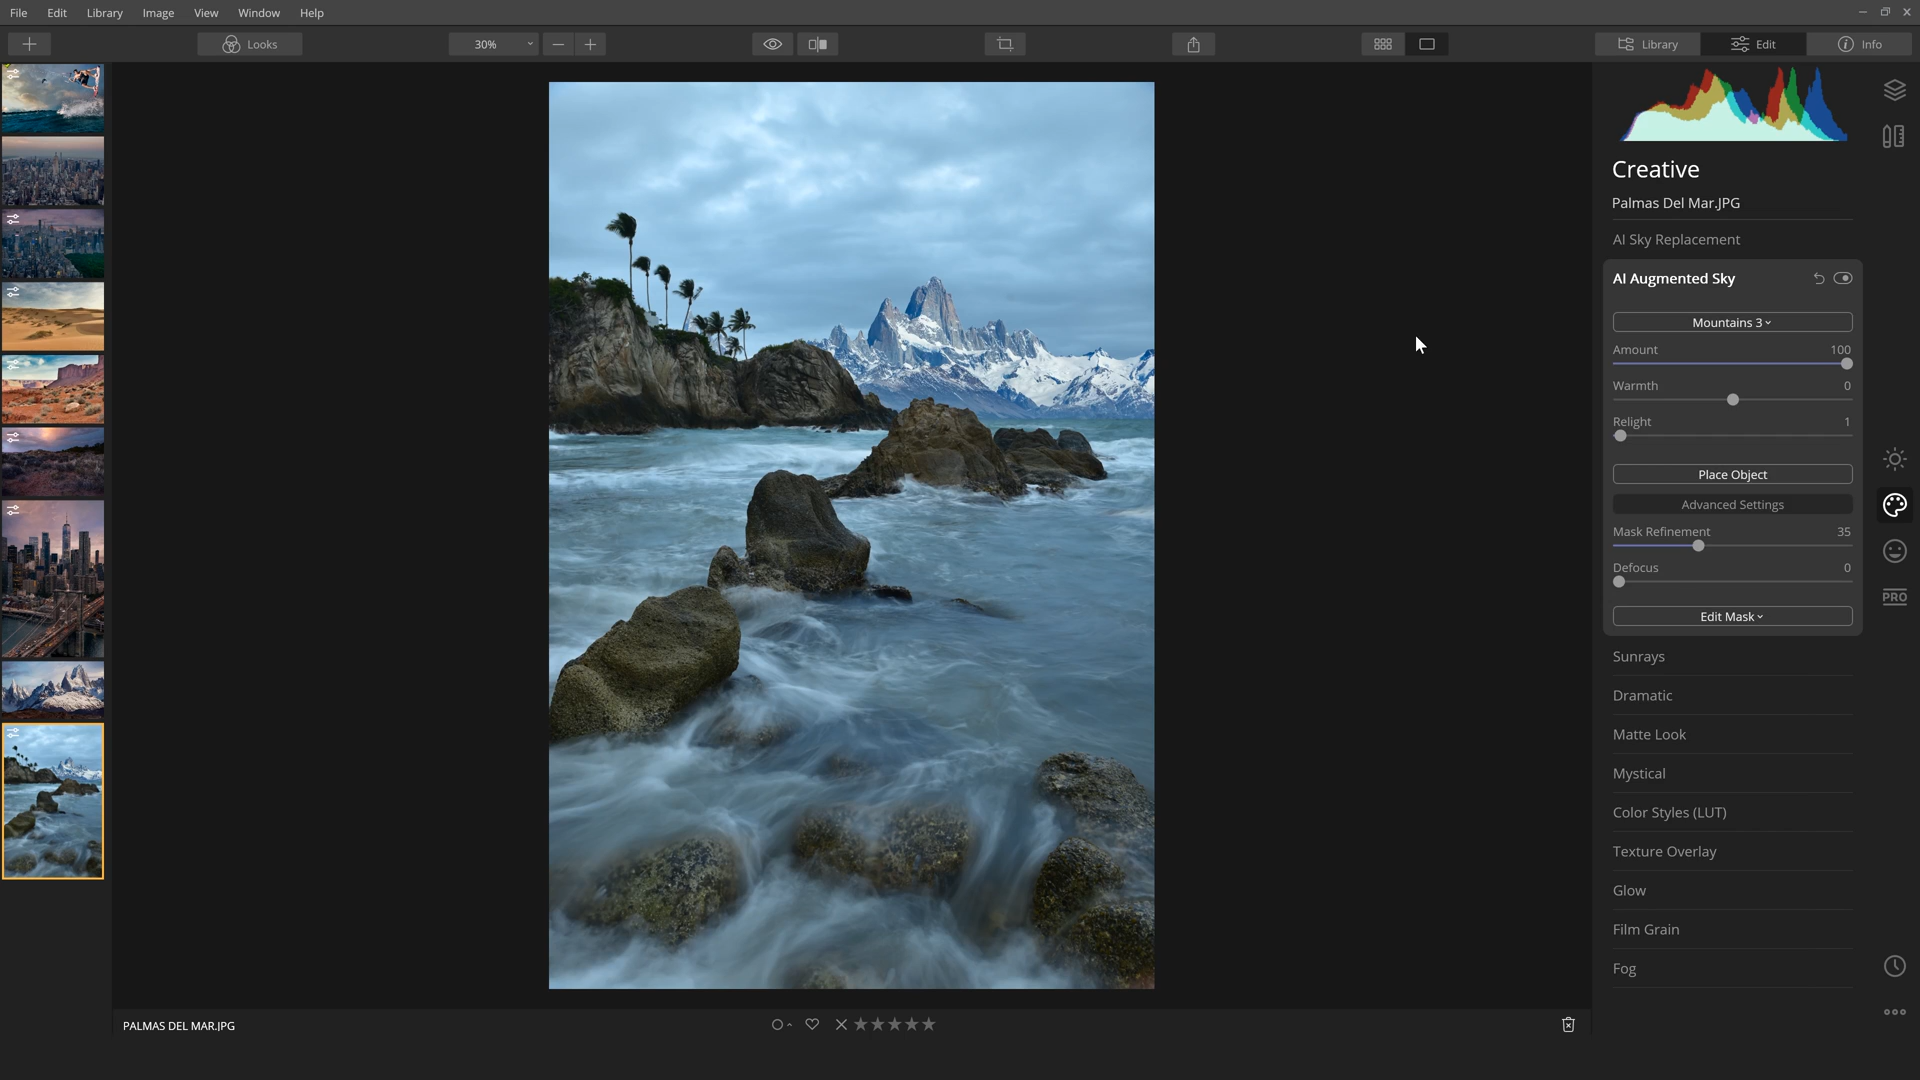 File Edit Library Image View Window Help
Looks 30% Library Edit Info
Creative
Palmas Del Mar.JPG
AI Sky Replacement
AI Augmented Sky
Mountains 3
Amount 100
Warmth 0
Relight 1
Place Object
Advanced Settings
Mask Refinement 35
Defocus 0
Edit Mask
PRO
Sunrays
Dramatic
Matte Look
Mystical
Color Styles (LUT)
Texture Overlay
Glow
Film Grain
Fog
PALMAS DEL MAR.JPG